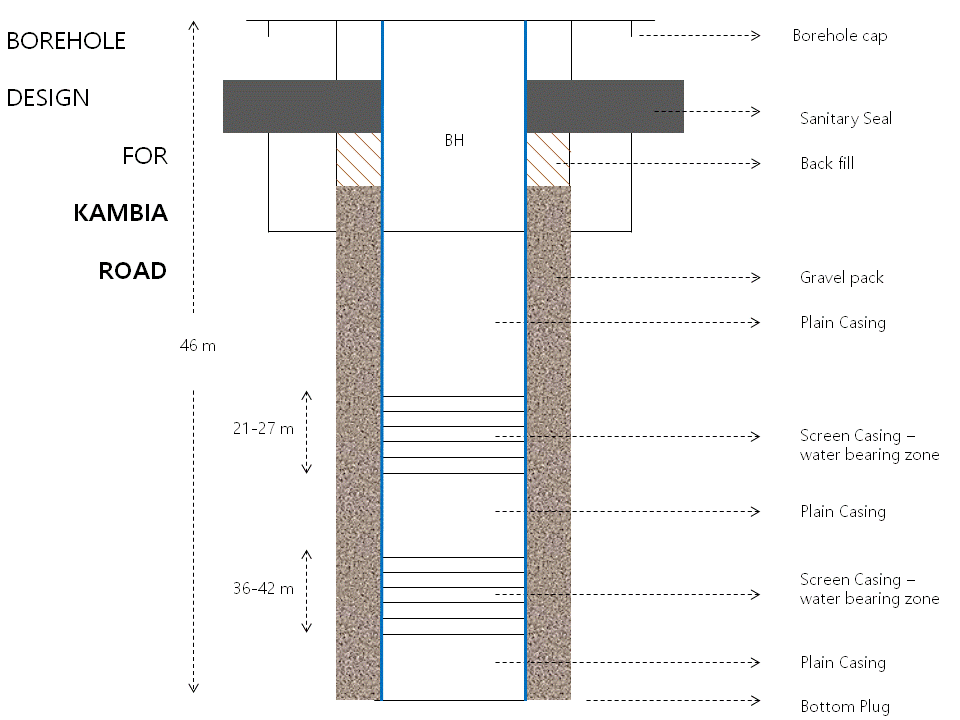 BOREHOLE
DESIGN
FOR
KAMBIA
ROAD
46 m
21-27 m
36-42 m
BH
Borehole cap
Sanitary Seal
Back fill
Gravel pack
Plain Casing
Screen Casing –
water bearing zone
Plain Casing
Screen Casing –
water bearing zone
Plain Casing
Bottom Plug